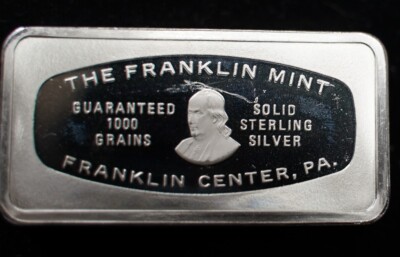 THE FRANKLIN MINT
GUARANTEED
1000
GRAINS
SOLID
STERLING
SILVER
FRANKLIN CENTER, PA.